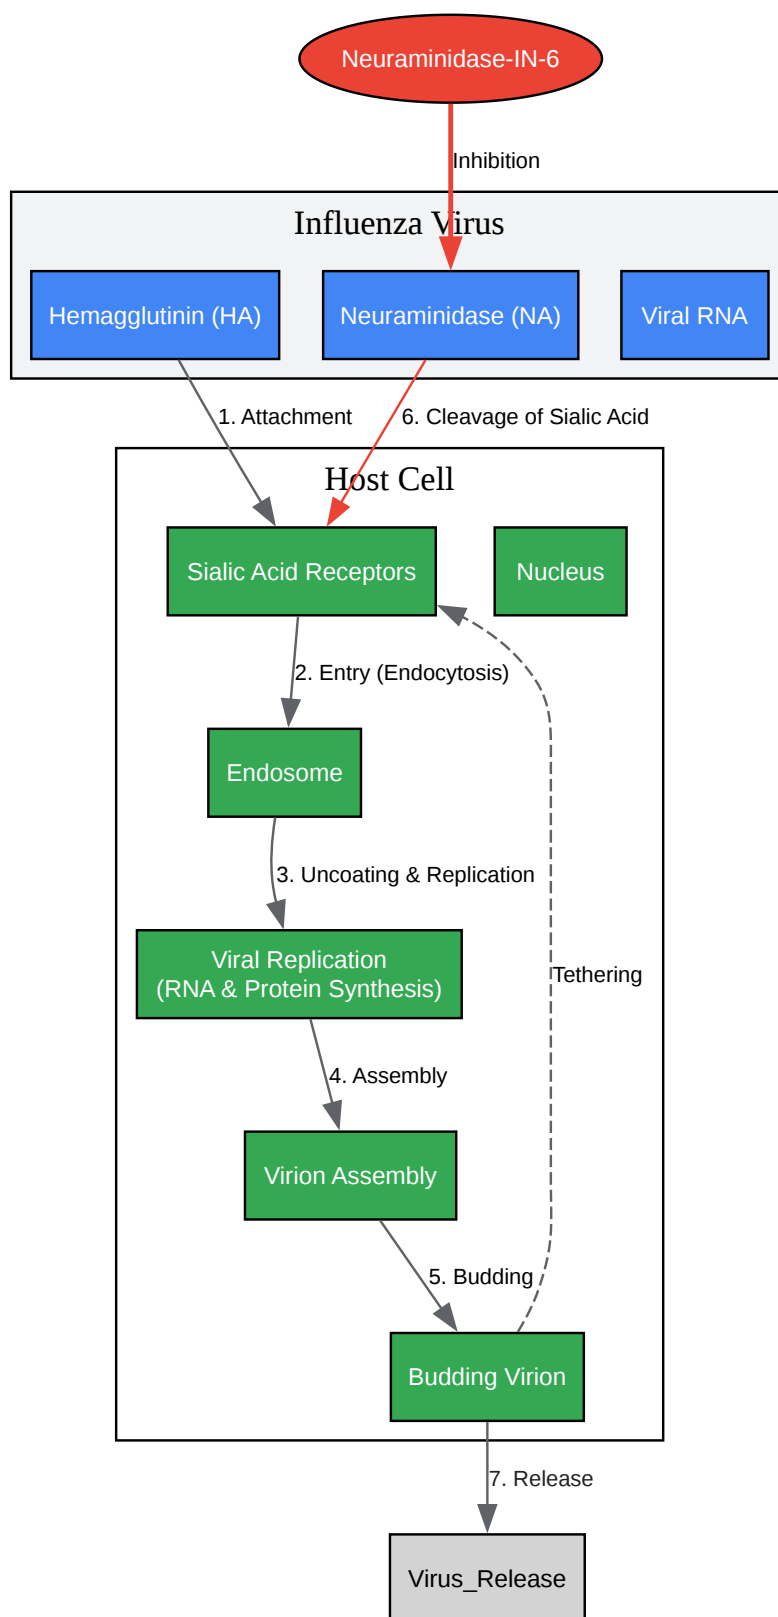 Neuraminidase-IN-6
Inhibition
Influenza Virus
Hemagglutinin (HA)
Neuraminidase (NA)
Viral RNA
1. Attachment
6. Cleavage of Sialic Acid
Host Cell
Sialic Acid Receptors
Nucleus
2. Entry (Endocytosis)
Endosome
3. Uncoating & Replication
Viral Replication
(RNA & Protein Synthesis)
Tethering
4. Assembly
Virion Assembly
5. Budding
Budding Virion
7. Release
Virus_Release